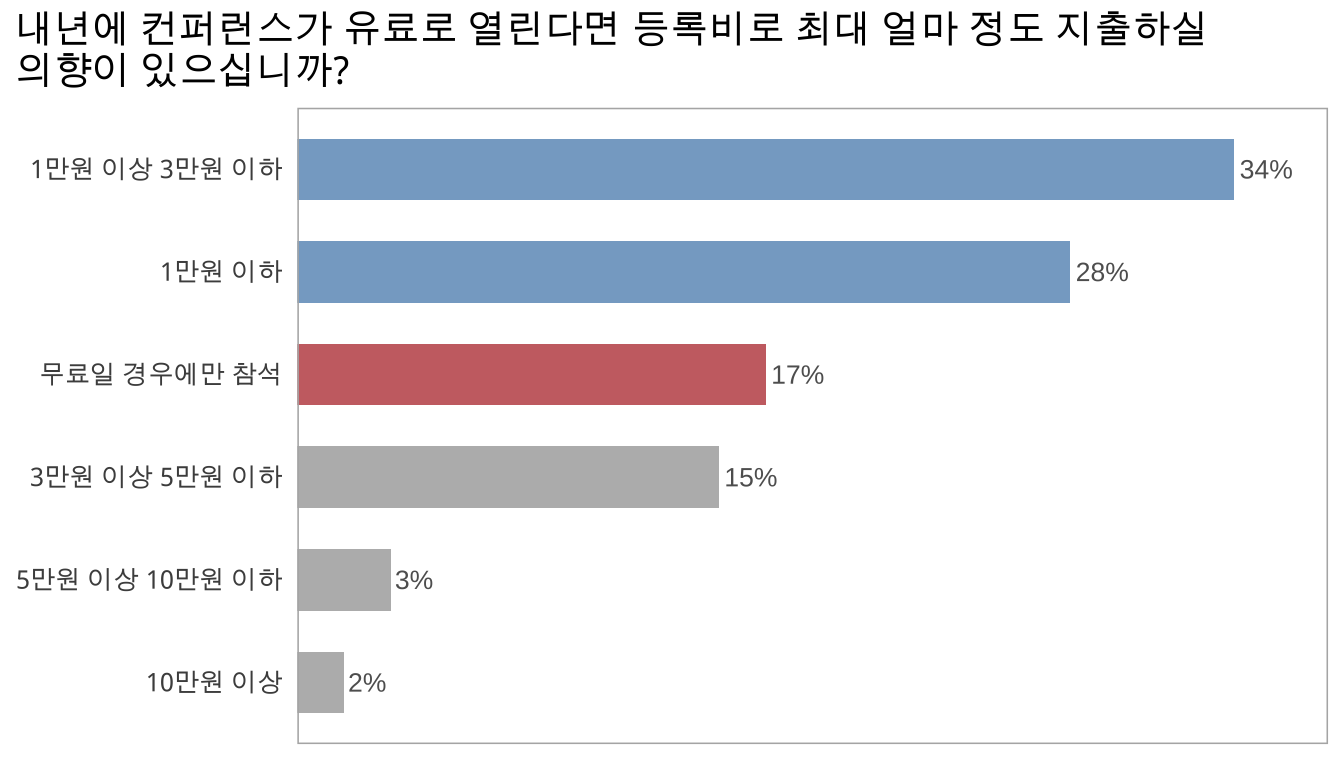 내년에 컨퍼런스가 유료로 열린다면 등록비로 최대 얼마 정도 지출하실
의향이 있으십니까?
1만원 이상 3만원 이하 34%
1만원 이하 28%
무료일 경우에만 참석 17%
3만원 이상 5만원 이하 15%
5만원 이상 10만원 이하 3%
10만원 이상 2%